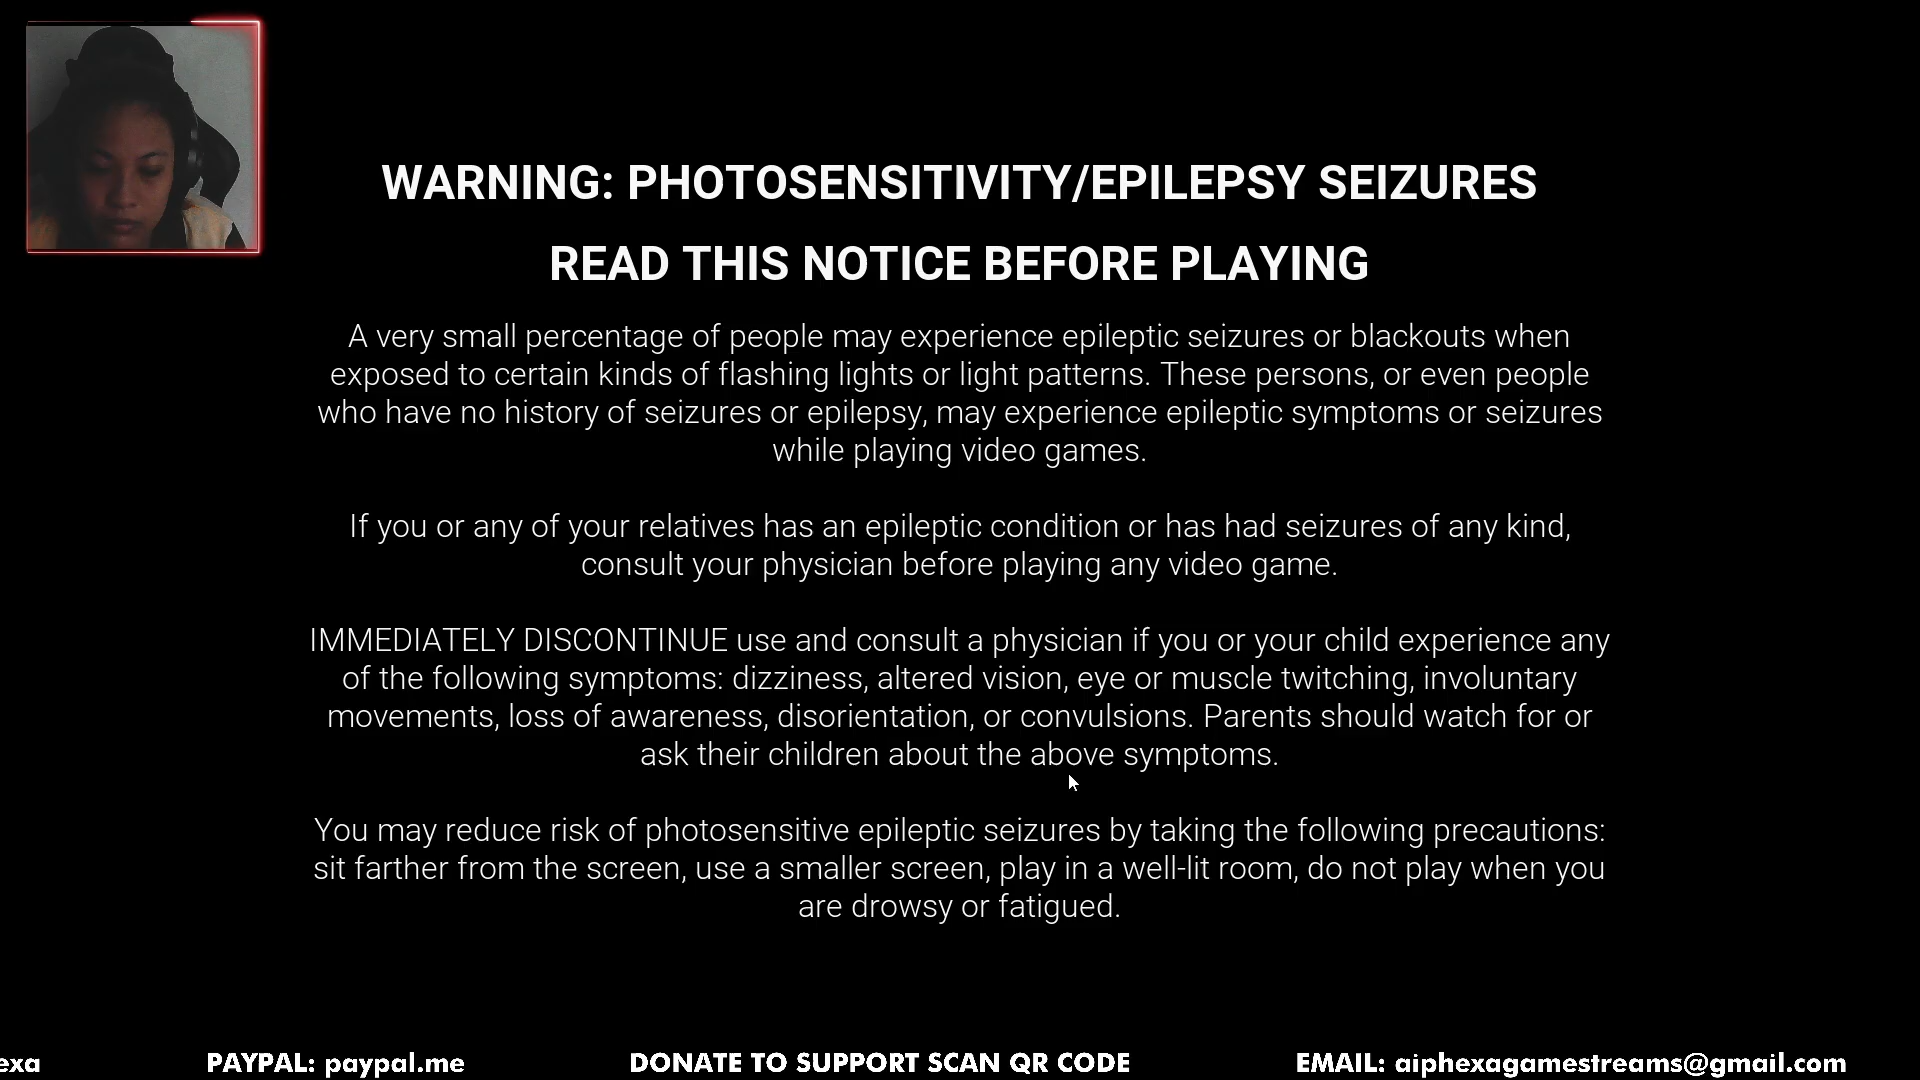 WARNING: PHOTOSENSITIVITY/EPILEPSY SEIZURES
READ THIS NOTICE BEFORE PLAYING
A very small percentage of people may experience epileptic seizures or blackouts when
exposed to certain kinds of flashing lights or light patterns. These persons, or even people
who have no history of seizures or epilepsy, may experience epileptic symptoms or seizures
while playing video games.
If you or any of your relatives has an epileptic condition or has had seizures of any kind,
consult your physician before playing any video game.
IMMEDIATELY DISCONTINUE use and consult a physician if you or your child experience any
of the following symptoms: dizziness, altered vision, eye or muscle twitching, involuntary
movements, loss of awareness, disorientation, or convulsions. Parents should watch for or
ask their children about the above symptoms.
You may reduce risk of photosensitive epileptic seizures by taking the following precautions:
sit farther from the screen, use a smaller screen, play in a well-lit room, do not play when you
are drowsy or fatigued.
exa PAYPAL: paypal.me DONATE TO SUPPORT SCAN QR CODE EMAIL: aiphexagamestreams@gmail.com